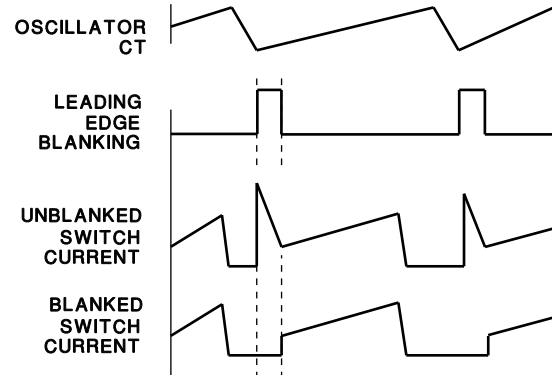 OSCILLATOR
CT
LEADING
EDGE
BLANKING
UNBLANKED
SWITCH
CURRENT
BLANKED
SWITCH
CURRENT